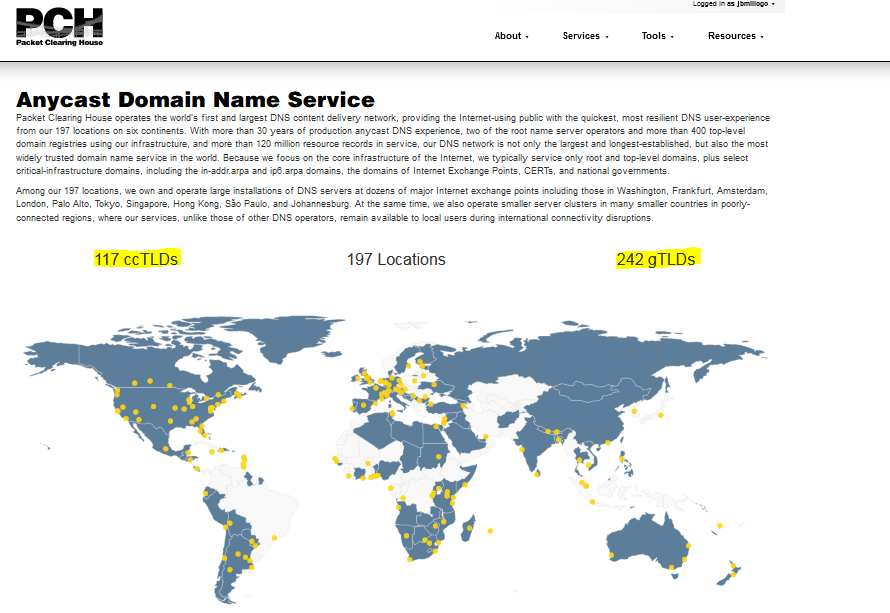 Logged in as jbmillogo
PCH
Packet Clearing House
About
Services
Tools
Resources
Anycast Domain Name Service
Packet Clearing House operates the world's first and largest DNS content delivery network, providing the Internet-using public with the quickest, most resilient DNS user-experience
from our 197 locations on six continents. With more than 30 years of production anycast DNS experience, two of the root name server operators and more than 400 top-level
domain registries using our infrastructure, and more than 120 million resource records in service, our DNS network is not only the largest and longest-established, but also the most
widely trusted domain name service in the world. Because we focus on the core infrastructure of the Internet, we typically service only root and top-level domains, plus select
critical-infrastructure domains, including the in-addr.arpa and ip6.arpa domains, the domains of Internet Exchange Points, CERTs, and national governments.
Among our 197 locations, we own and operate large installations of DNS servers at dozens of major Internet exchange points including those in Washington, Frankfurt, Amsterdam,
London, Palo Alto, Tokyo, Singapore, Hong Kong, São Paulo, and Johannesburg. At the same time, we also operate smaller server clusters in many smaller countries in poorly-
connected regions, where our services, unlike those of other DNS operators, remain available to local users during international connectivity disruptions.
117 ccTLDs
197 Locations
242 gTLDs